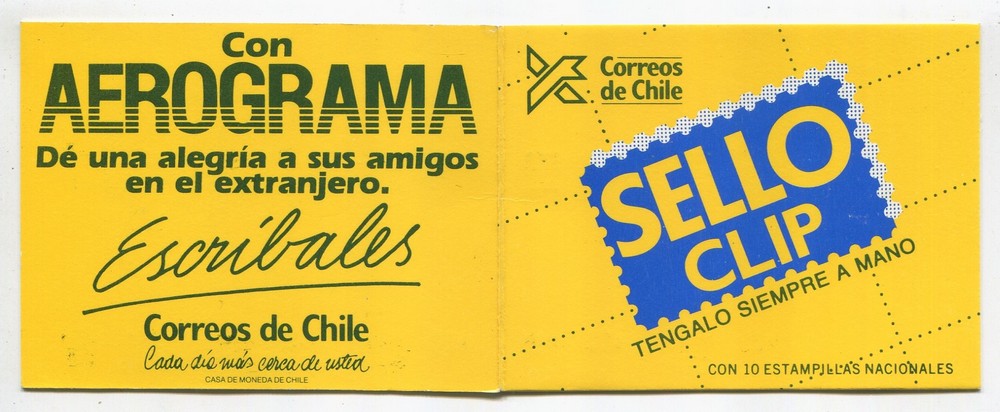 Con
AEROGRAMA
Dé una alegría a sus amigos
en el extranjero.
Escríbales
Correos de Chile
Cada día más cerca de usted
CASA DE MONEDA DE CHILE
Correos
de Chile
SELLO
CLIP
TENGALO SIEMPRE A MANO
CON 10 ESTAMPILLAS NACIONALES